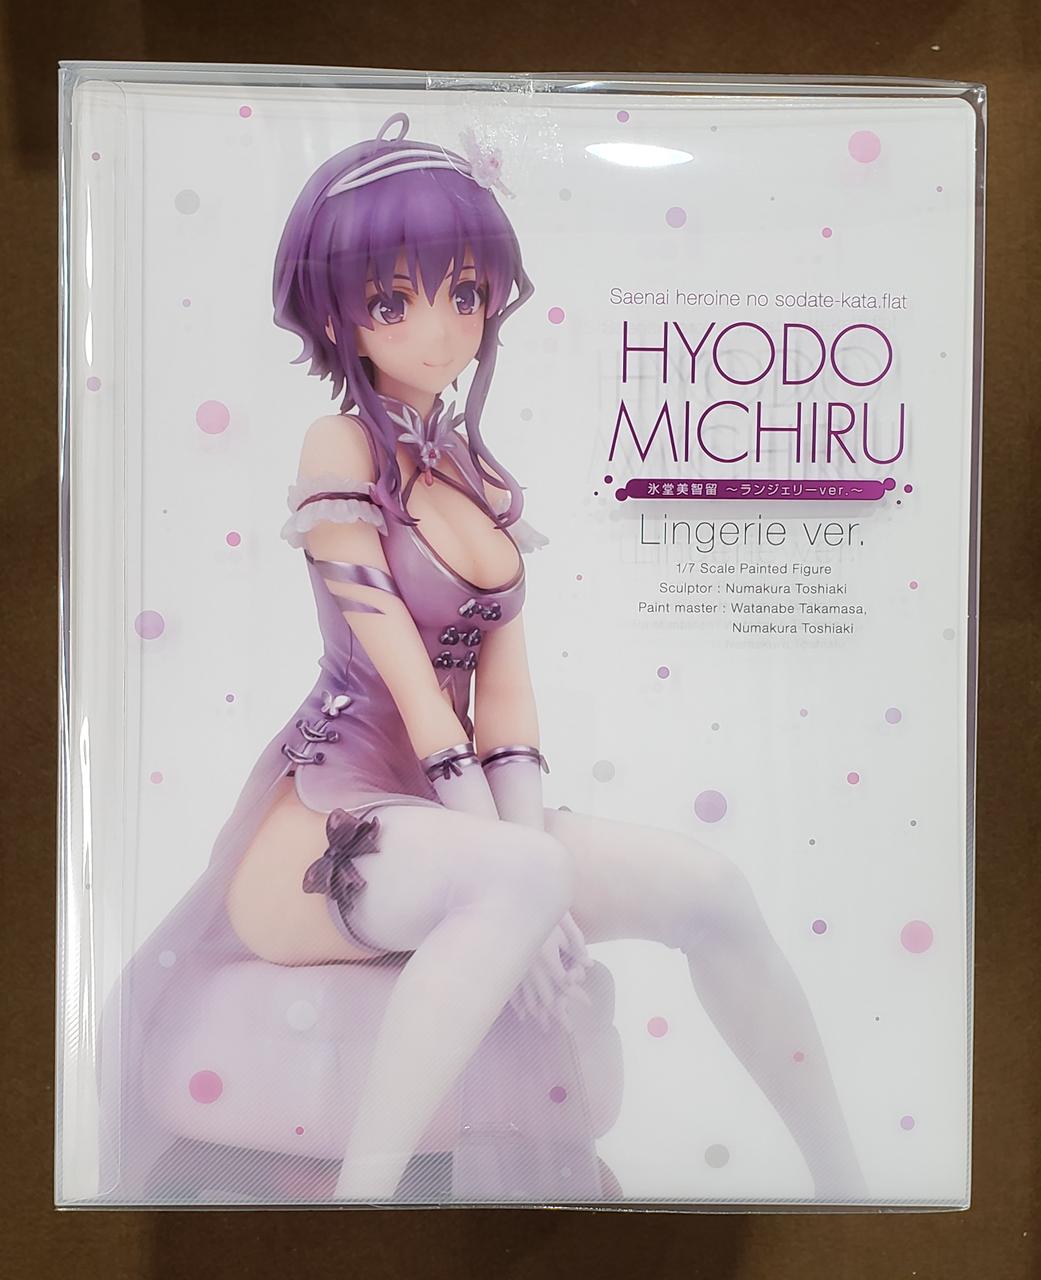 Saenai heroine no sodate-kata.flat
HYODO
MICHIRU
氷堂美智留 ～ランジェリーver.～
Lingerie ver.
1/7 Scale Painted Figure
Sculptor : Numakura Toshiaki
Paint master : Watanabe Takamasa,
Numakura Toshiaki